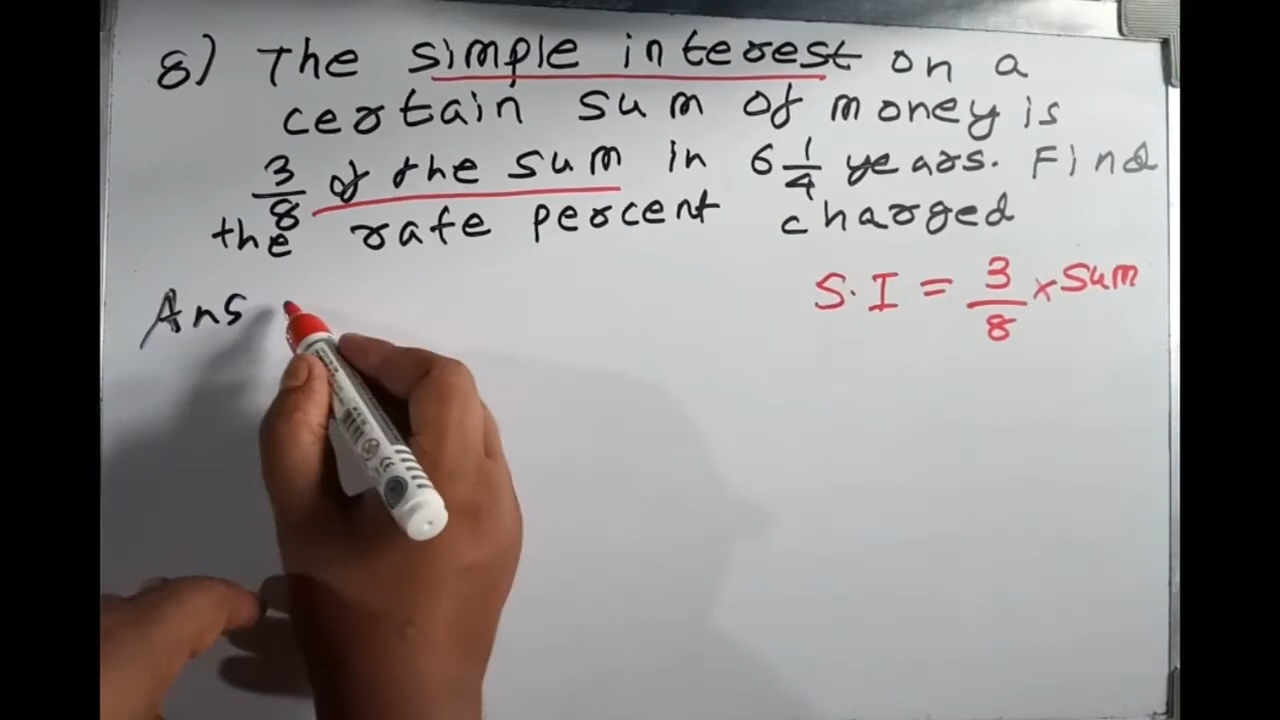 8) The simple interest on a
certain sum of money is
3/8 of the sum in 6 1/4 years. Find
the rate percent charged
S.I = 3/8 × Sum
Ans